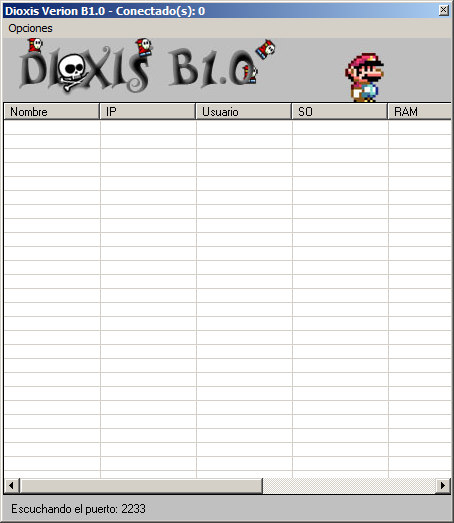 Dioxis Verion B1.0 - Conectado(s): 0
Opciones
DIOXIS B1.0
Nombre IP Usuario SO RAM
Escuchando el puerto: 2233